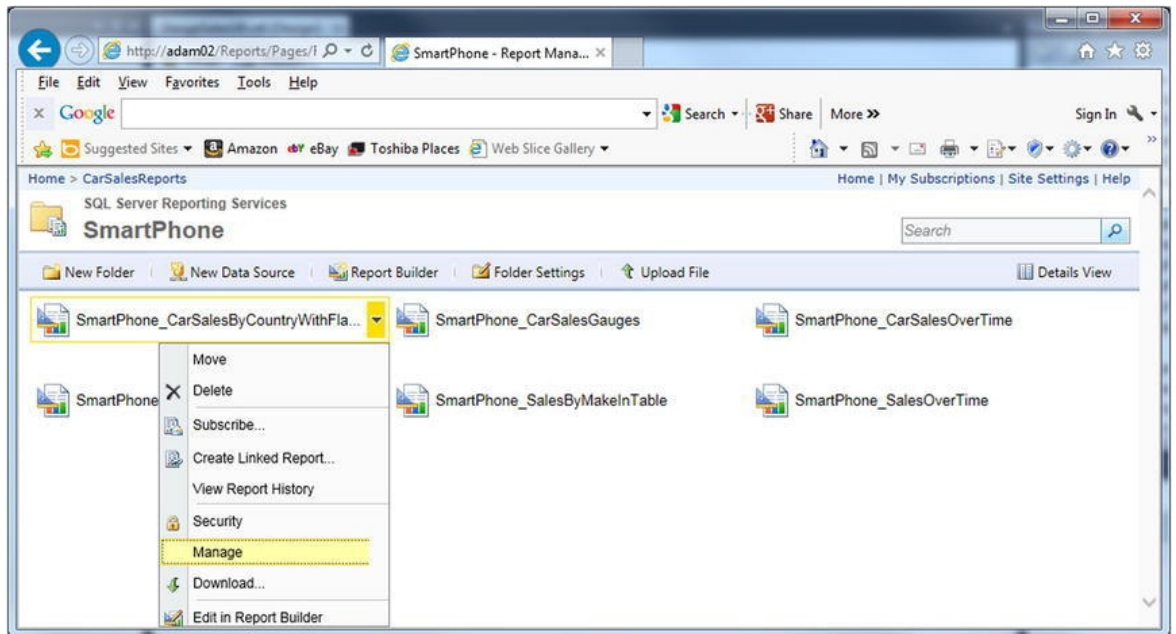 http://adam02/Reports/Pages/F
SmartPhone - Report Mana...
File Edit View Favorites Tools Help
x Google Search Share More >> Sign In
Suggested Sites Amazon ebY eBay Toshiba Places Web Slice Gallery
Home > CarSalesReports Home | My Subscriptions | Site Settings | Help
SQL Server Reporting Services
SmartPhone
Search
New Folder New Data Source Report Builder Folder Settings Upload File Details View
SmartPhone_CarSalesByCountryWithFla... SmartPhone_CarSalesGauges SmartPhone_CarSalesOverTime
SmartPhone SmartPhone_SalesByMakeInTable SmartPhone_SalesOverTime
Move
Delete
Subscribe...
Create Linked Report...
View Report History
Security
Manage
Download...
Edit in Report Builder